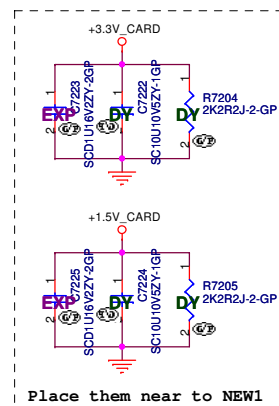 +3.3V_CARD
1
C7223
SCD1U16V2ZY-2GP
EXP
2
G/P
1
C7222
SC10U10V5ZY-1GP
DY
2
1
R7204
2K2R2J-2-GP
DY
2
G/P
+1.5V_CARD
1
C7225
SCD1U16V2ZY-2GP
EXP
2
G/P
1
C7224
SC10U10V5ZY-1GP
DY
2
1
R7205
2K2R2J-2-GP
DY
2
G/P
Place them near to NEW1